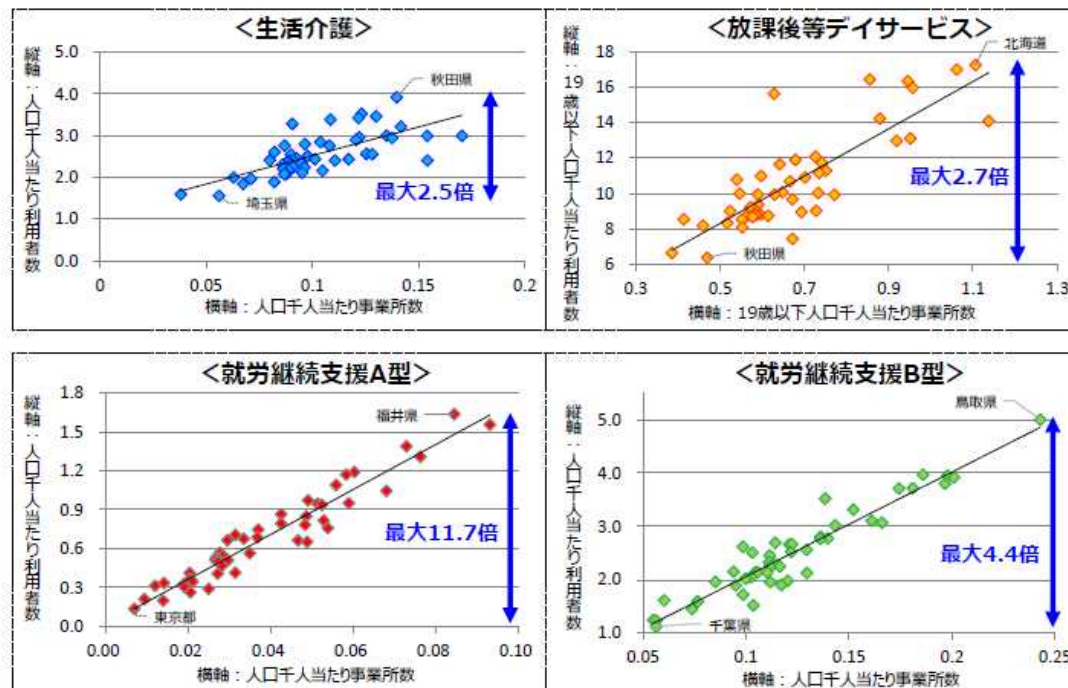 ＜生活介護＞
縦軸：人口千人当たり利用者数
5.0
4.0
3.0
2.0
1.0
0.0
秋田県
埼玉県
最大2.5倍
0
0.05
0.1
0.15
0.2
横軸：人口千人当たり事業所数
＜放課後等デイサービス＞
縦軸：19歳以下人口千人当たり利用者数
18
16
14
12
10
8
6
北海道
秋田県
最大2.7倍
0.3
0.5
0.7
0.9
1.1
1.3
横軸：19歳以下人口千人当たり事業所数
＜就労継続支援A型＞
縦軸：人口千人当たり利用者数
1.8
1.5
1.2
0.9
0.6
0.3
0.0
福井県
東京都
最大11.7倍
0.00
0.02
0.04
0.06
0.08
0.10
横軸：人口千人当たり事業所数
＜就労継続支援B型＞
縦軸：人口千人当たり利用者数
5.0
4.0
3.0
2.0
1.0
鳥取県
千葉県
最大4.4倍
0.05
0.1
0.15
0.2
0.25
横軸：人口千人当たり事業所数